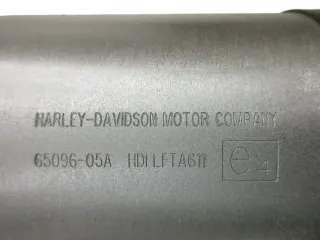 HARLEY-DAVIDSON MOTOR COMPANY
65096-05A HDI LFTA611 e4